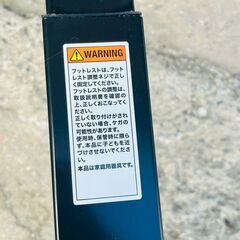 WARNING
フットレストは、フット
レスト調整ネジで正し
く固定してください。
フットレストの調整は、
取扱説明書を確認の
上、正しくおこなってく
ださい。
正しく取り付けがされ
ていない場合、ケガの
可能性があります。
使用時、保管時に限ら
ず、本品に子どもを近
づけさせないでください。
本品は家庭用器具です。